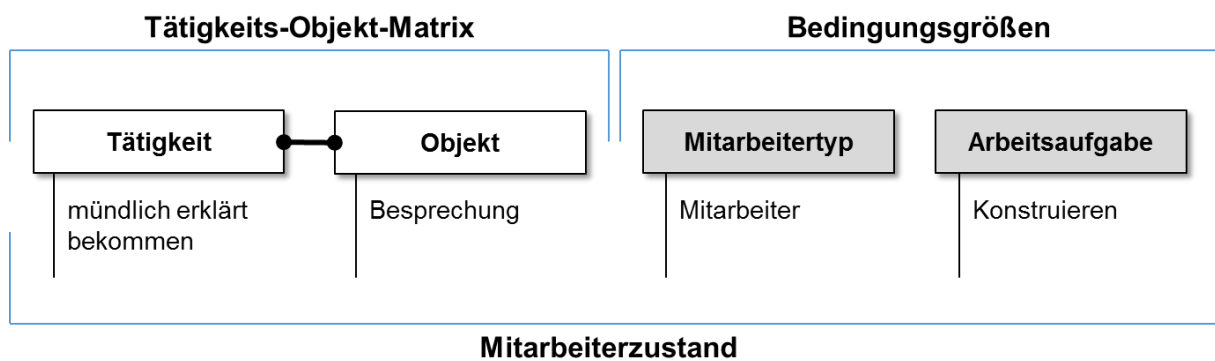 Tätigkeits-Objekt-Matrix
Bedingungsgrößen
Tätigkeit
Objekt
Mitarbeitertyp
Arbeitsaufgabe
mündlich erklärt
bekommen
Besprechung
Mitarbeiter
Konstruieren
Mitarbeiterzustand